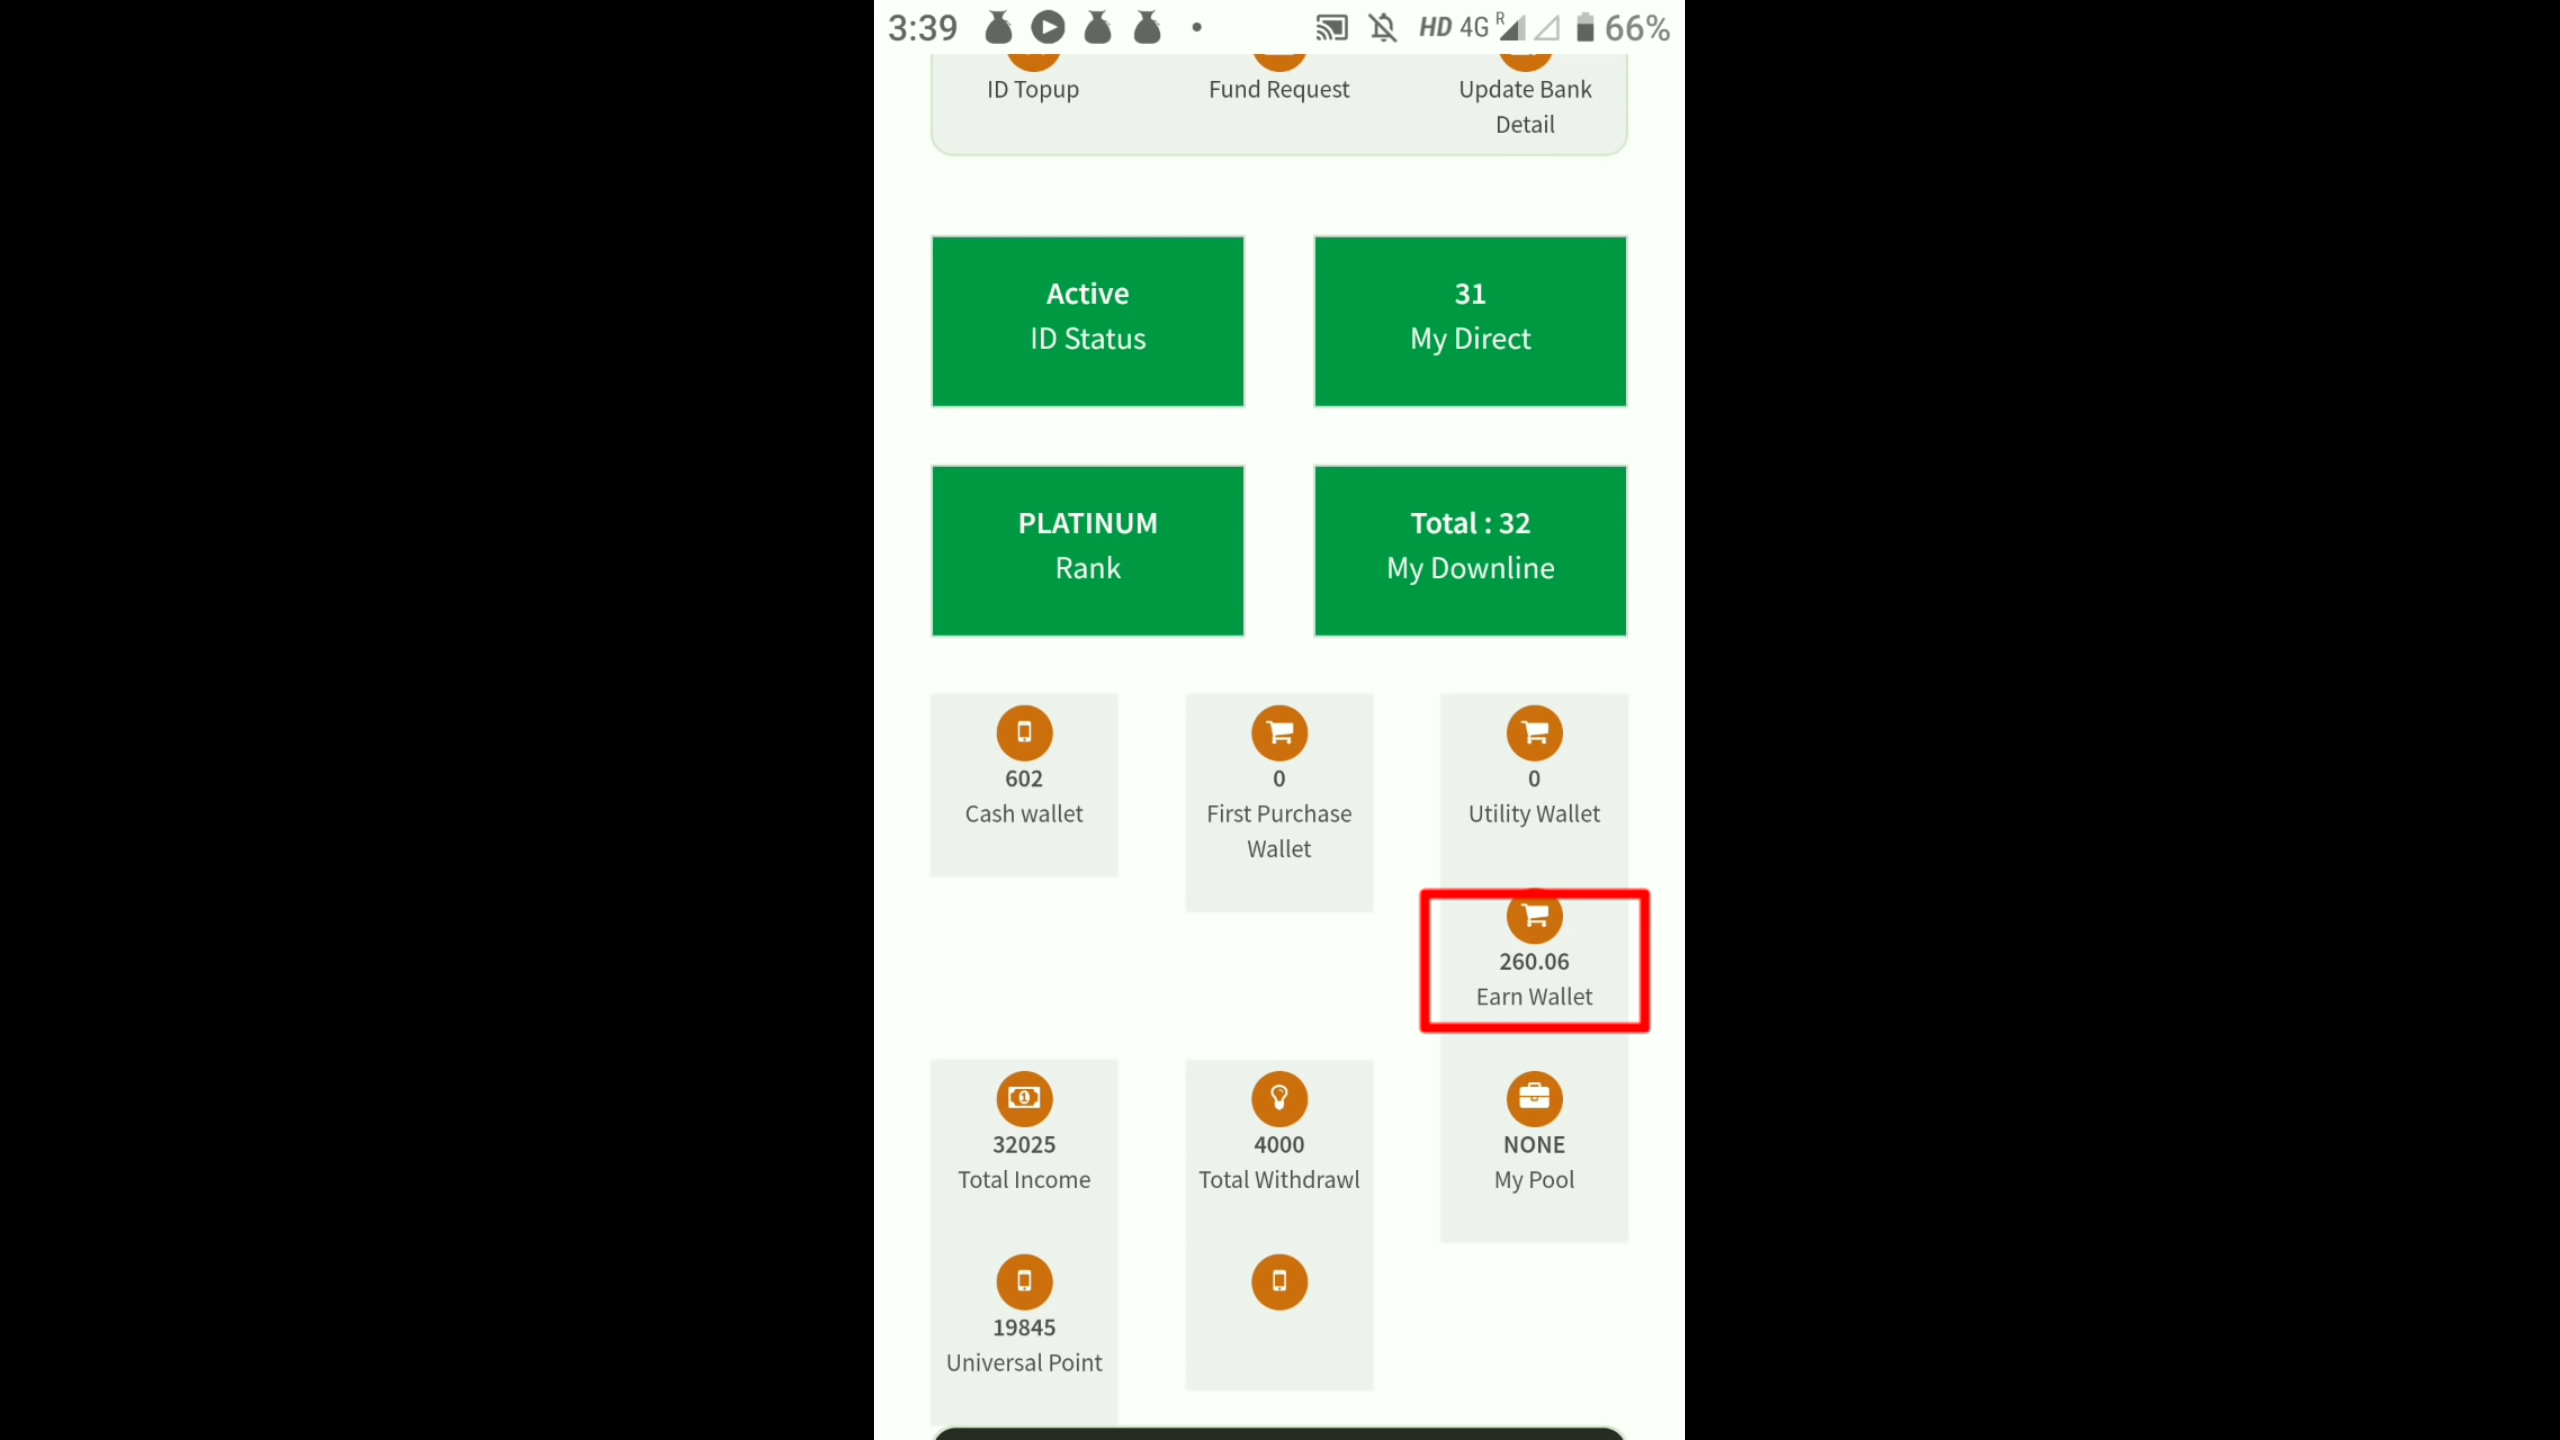 3:39
HD 4G R 66%
ID Topup
Fund Request
Update Bank
Detail
Active
ID Status
31
My Direct
PLATINUM
Rank
Total : 32
My Downline
602
Cash wallet
0
First Purchase
Wallet
0
Utility Wallet
260.06
Earn Wallet
32025
Total Income
4000
Total Withdrawl
NONE
My Pool
19845
Universal Point